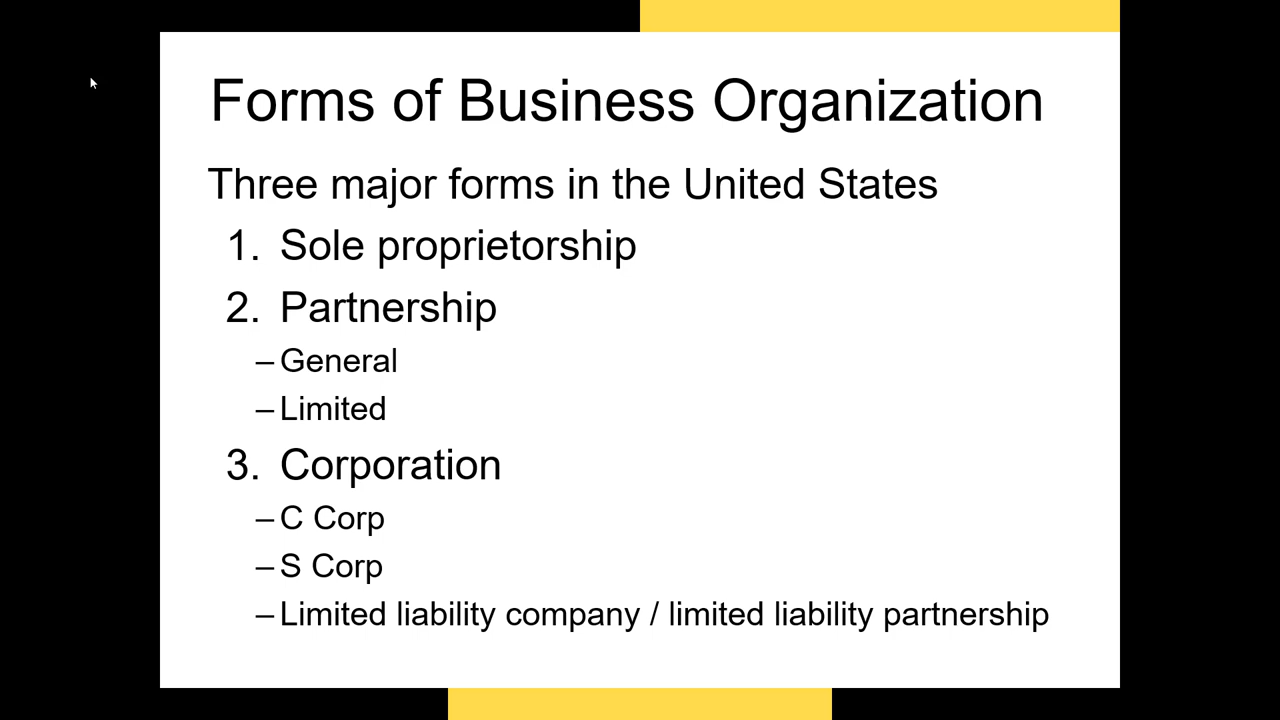 Forms of Business Organization
Three major forms in the United States
1. Sole proprietorship
2. Partnership
– General
– Limited
3. Corporation
– C Corp
– S Corp
– Limited liability company / limited liability partnership